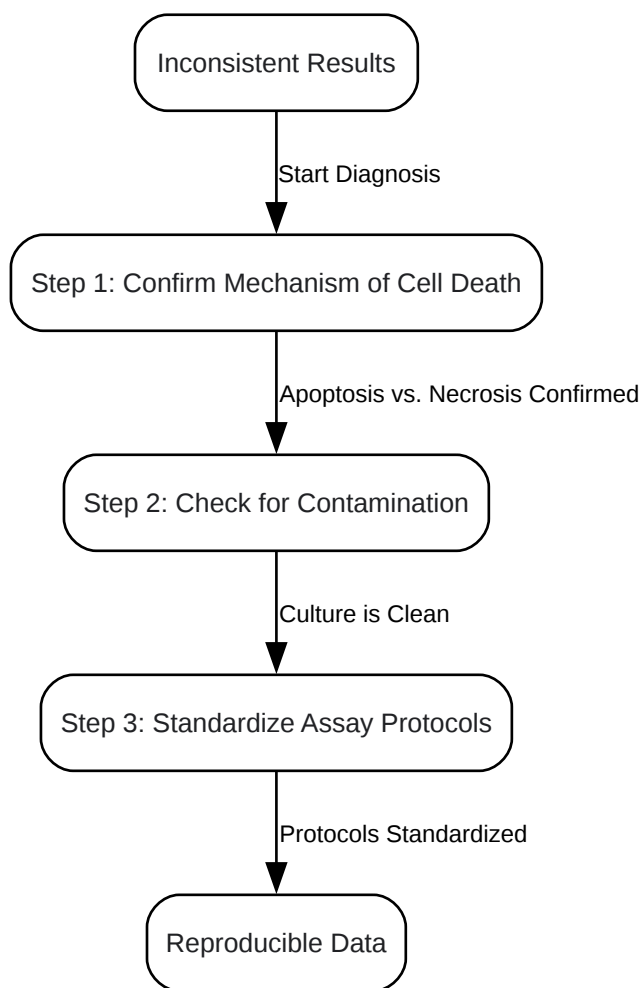 Inconsistent Results
Start Diagnosis
Step 1: Confirm Mechanism of Cell Death
Apoptosis vs. Necrosis Confirmed
Step 2: Check for Contamination
Culture is Clean
Step 3: Standardize Assay Protocols
Protocols Standardized
Reproducible Data